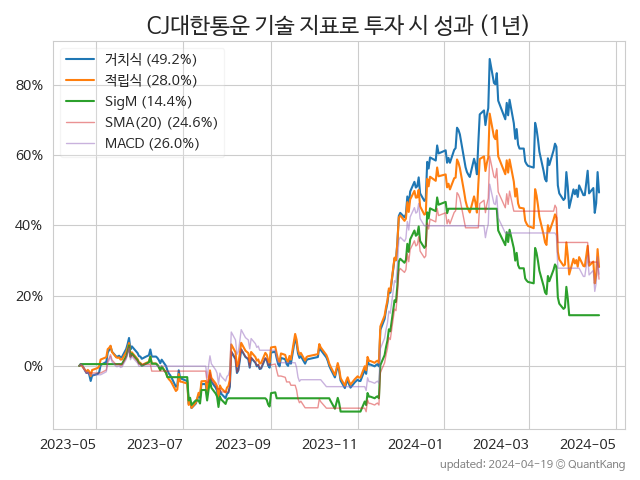 CJ대한통운 기술 지표로 투자 시 성과 (1년)
거치식 (49.2%)
적립식 (28.0%)
SigM (14.4%)
SMA(20) (24.6%)
MACD (26.0%)
80%
60%
40%
20%
0%
2023-05 2023-07 2023-09 2023-11 2024-01 2024-03 2024-05
updated: 2024-04-19 © QuantKang